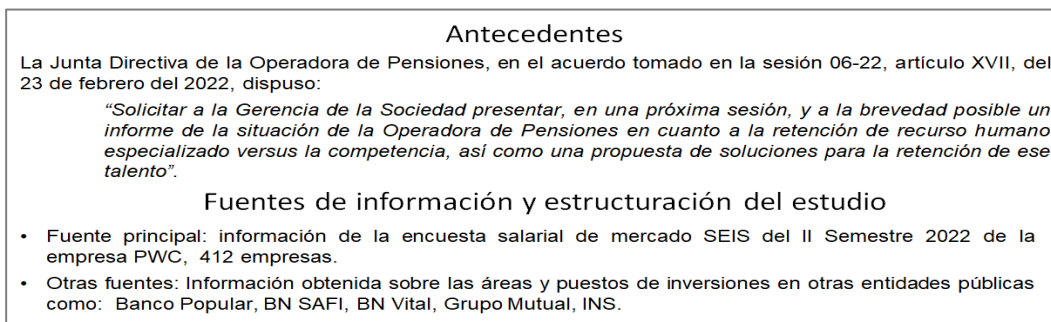 Antecedentes
La Junta Directiva de la Operadora de Pensiones, en el acuerdo tomado en la sesión 06-22, artículo XVII, del
23 de febrero del 2022, dispuso:
“Solicitar a la Gerencia de la Sociedad presentar, en una próxima sesión, y a la brevedad posible un
informe de la situación de la Operadora de Pensiones en cuanto a la retención de recurso humano
especializado versus la competencia, así como una propuesta de soluciones para la retención de ese
talento”.
Fuentes de información y estructuración del estudio
• Fuente principal: información de la encuesta salarial de mercado SEIS del II Semestre 2022 de la
empresa PWC, 412 empresas.
• Otras fuentes: Información obtenida sobre las áreas y puestos de inversiones en otras entidades públicas
como: Banco Popular, BN SAFI, BN Vital, Grupo Mutual, INS.